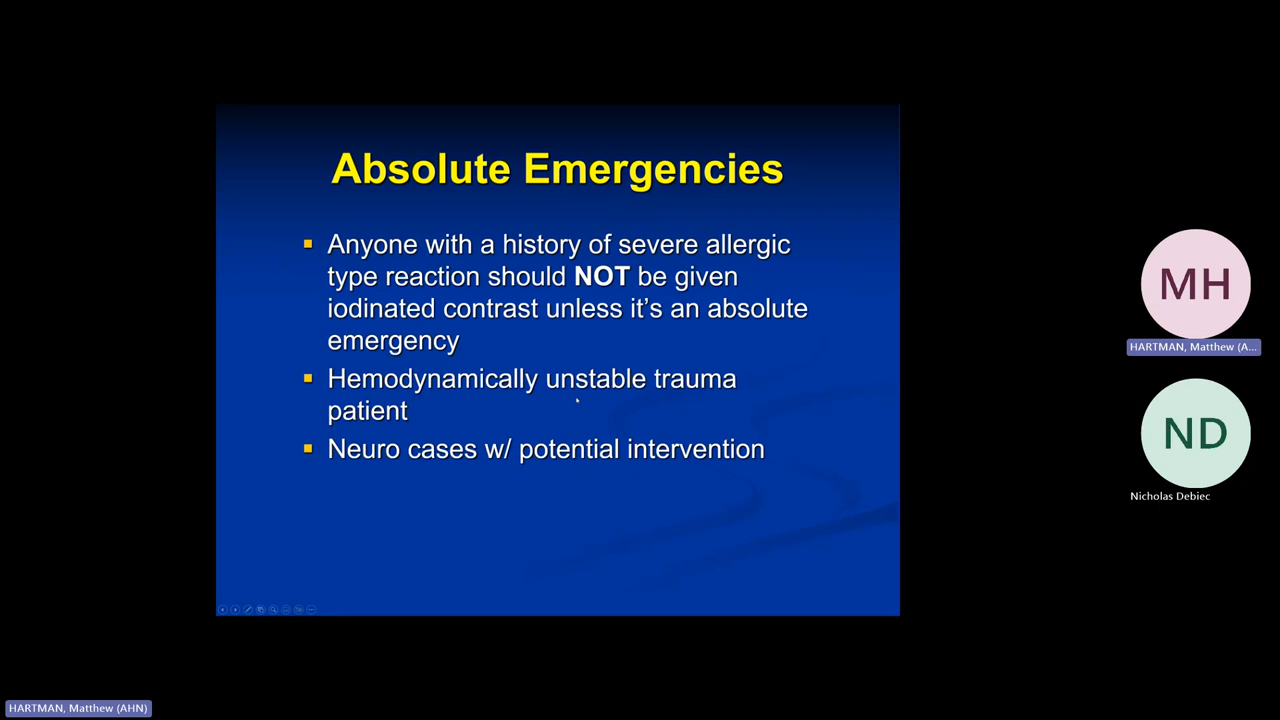 Absolute Emergencies
Anyone with a history of severe allergic
type reaction should NOT be given
iodinated contrast unless it’s an absolute
emergency
Hemodynamically unstable trauma
patient
Neuro cases w/ potential intervention
MH
HARTMAN, Matthew (A...
ND
Nicholas Debiec
HARTMAN, Matthew (AHN)